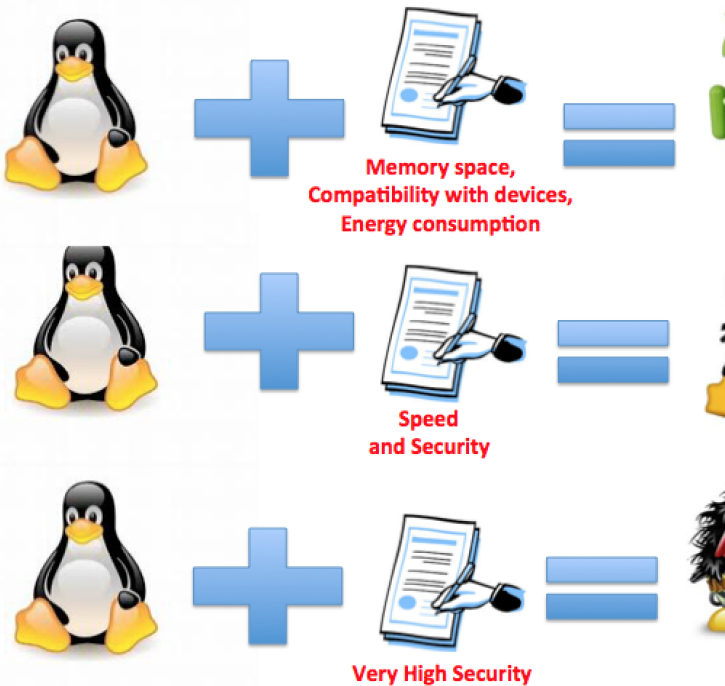 Memory space,
Compatibility with devices,
Energy consumption
Speed
and Security
Very High Security